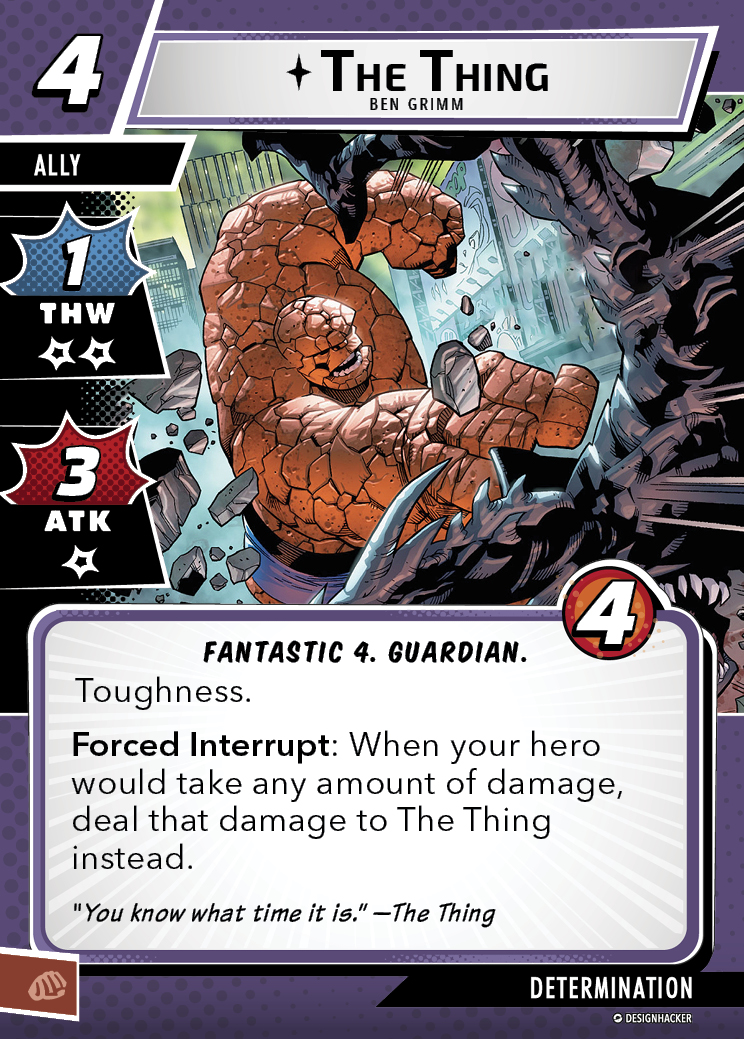 4
THE THING
BEN GRIMM
ALLY
1
THW
3
ATK
4
FANTASTIC 4. GUARDIAN.
Toughness.
Forced Interrupt: When your hero
would take any amount of damage,
deal that damage to The Thing
instead.
"You know what time it is." —The Thing
DETERMINATION
DESIGNHACKER